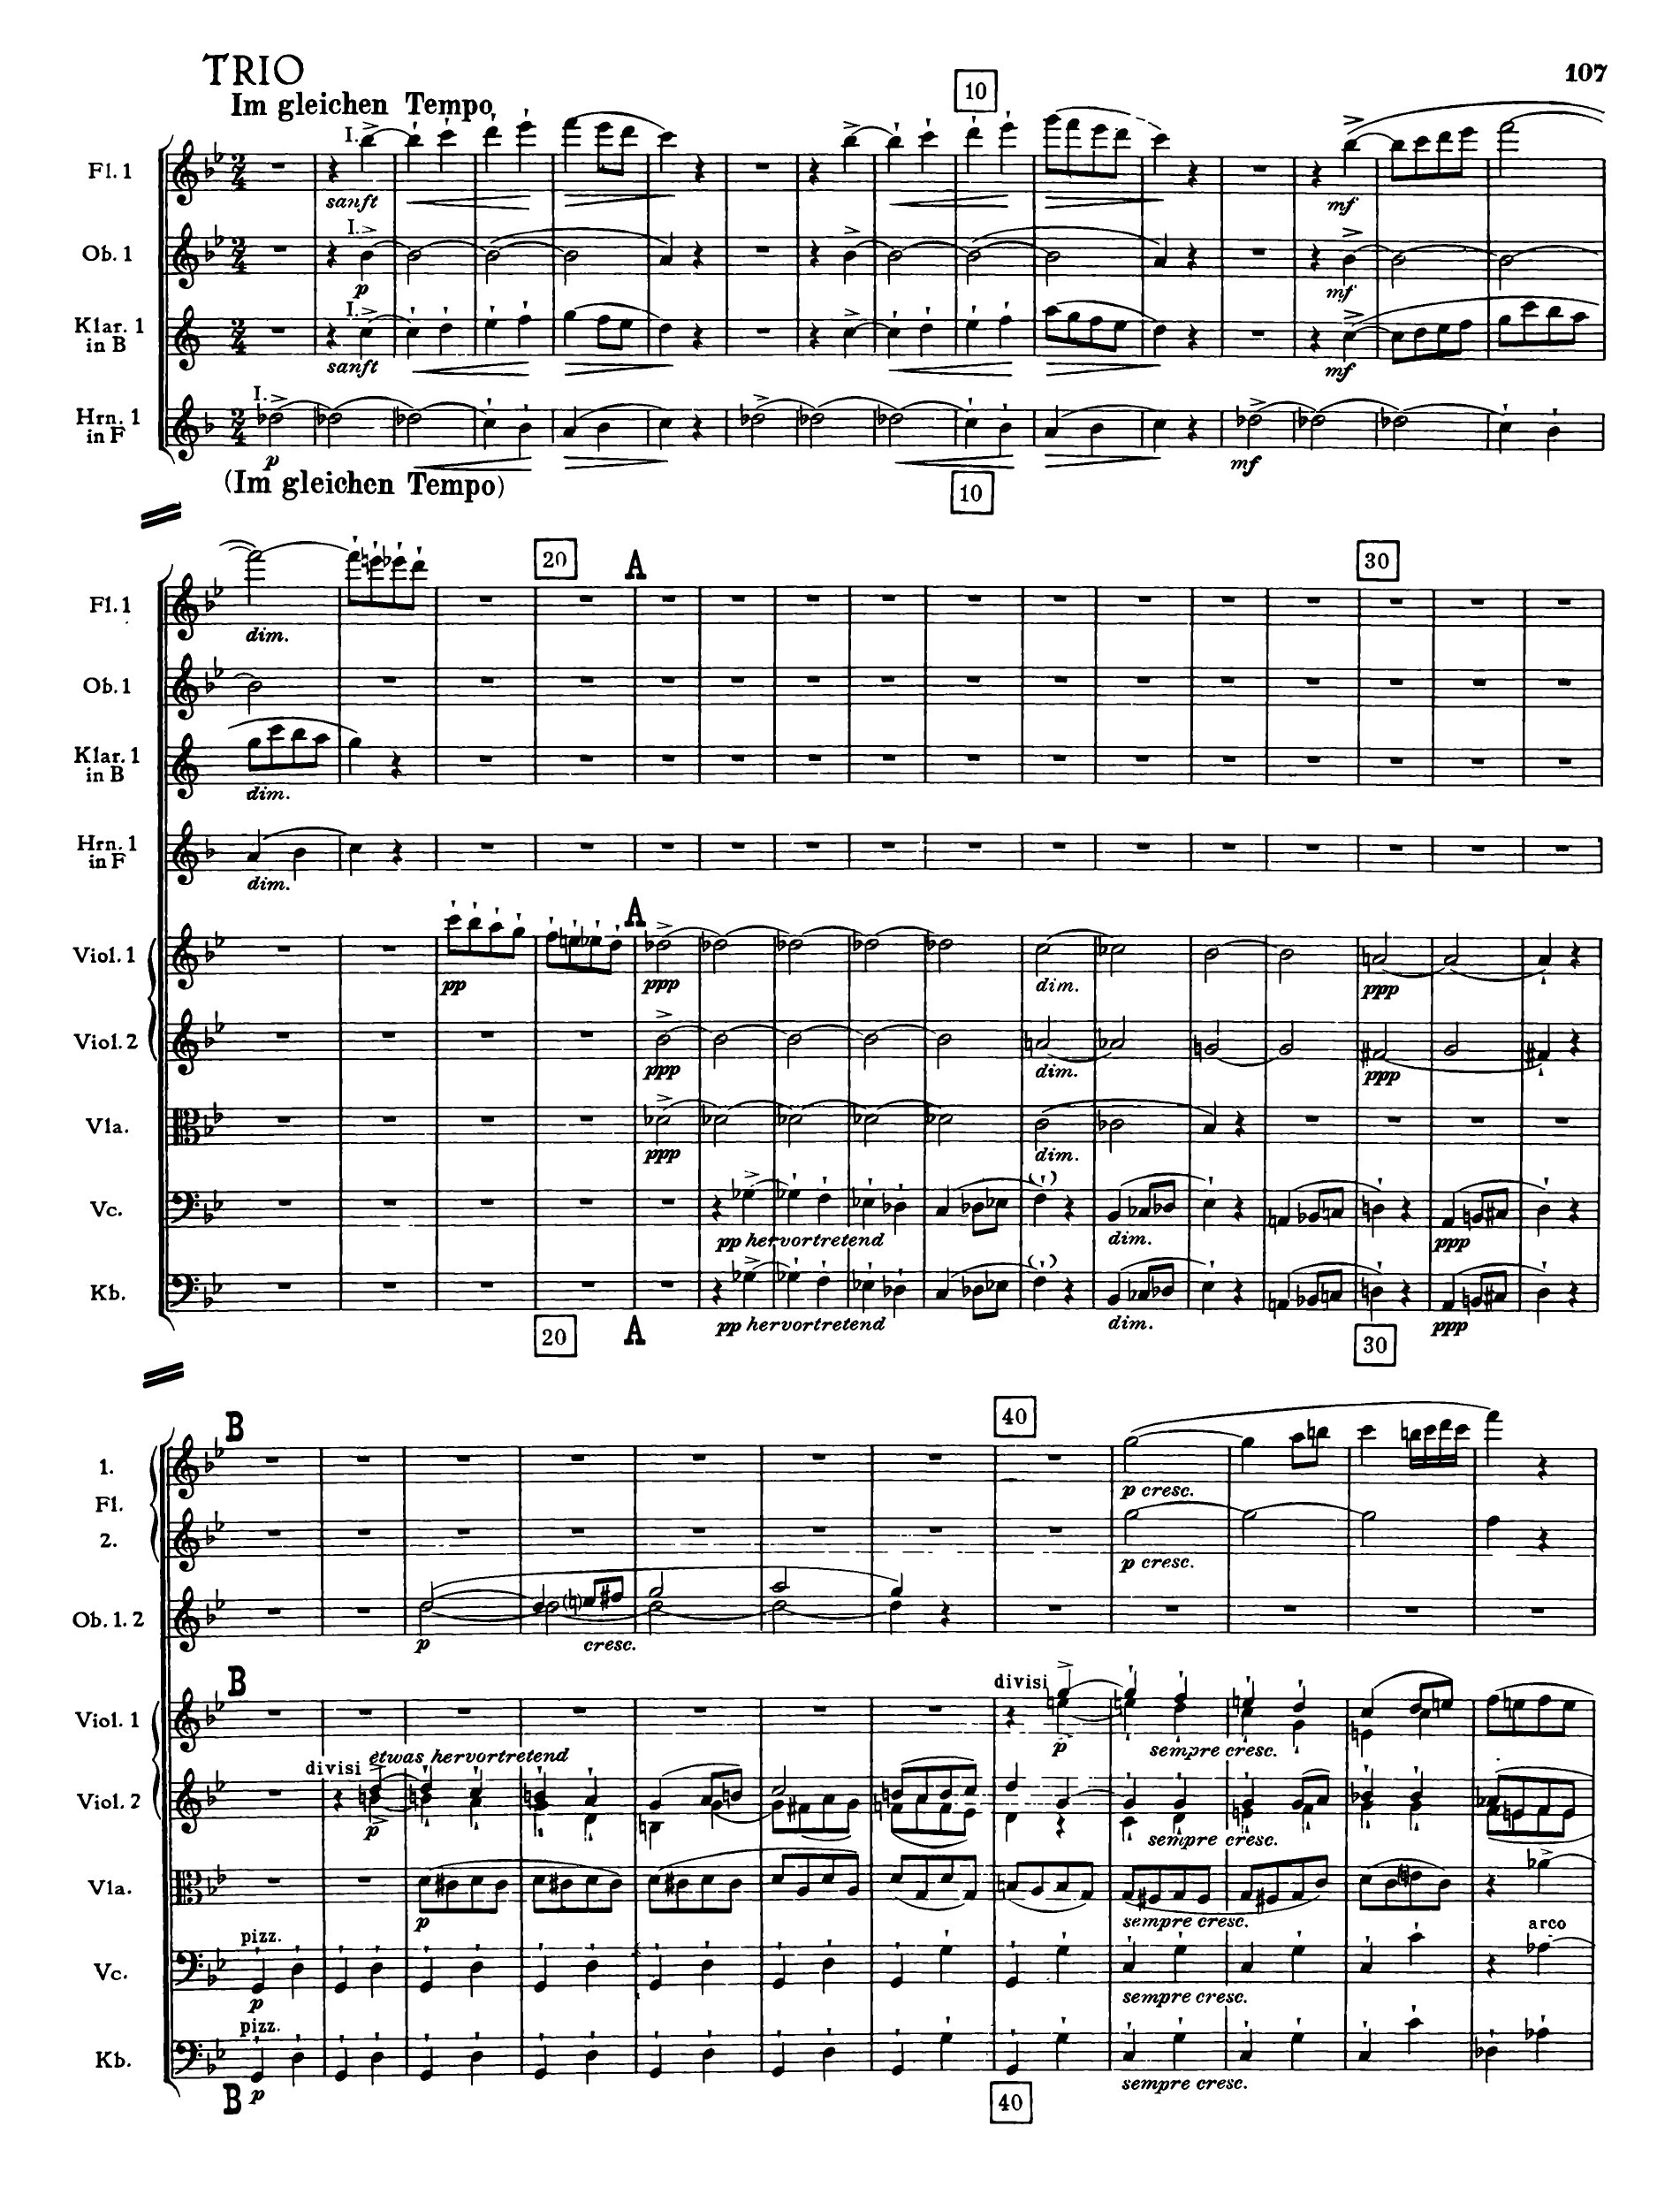 TRIO
107
Im gleichen Tempo
10
Fl. 1
I.
sanft
mf
Ob. 1
I.
p
mf
Klar. 1
in B
I.
sanft
mf
Hrn. 1
in F
I.
p
mf
(Im gleichen Tempo)
10
20
A
30
Fl. 1
dim.
Ob. 1
Klar. 1
in B
dim.
Hrn. 1
in F
dim.
A
Viol. 1
pp
ppp
dim.
ppp
Viol. 2
ppp
dim.
ppp
Vla.
ppp
dim.
Vc.
pp hervortretend
dim.
ppp
Kb.
pp hervortretend
dim.
ppp
20
A
30
B
40
1.
p cresc.
Fl.
2.
p cresc.
Ob. 1. 2
p
cresc.
B
divisi
Viol. 1
p
sempre cresc.
etwas hervortretend
divisi
Viol. 2
p
sempre cresc.
Vla.
p
sempre cresc.
pizz.
arco
Vc.
p
sempre cresc.
pizz.
Kb.
p
sempre cresc.
B
40